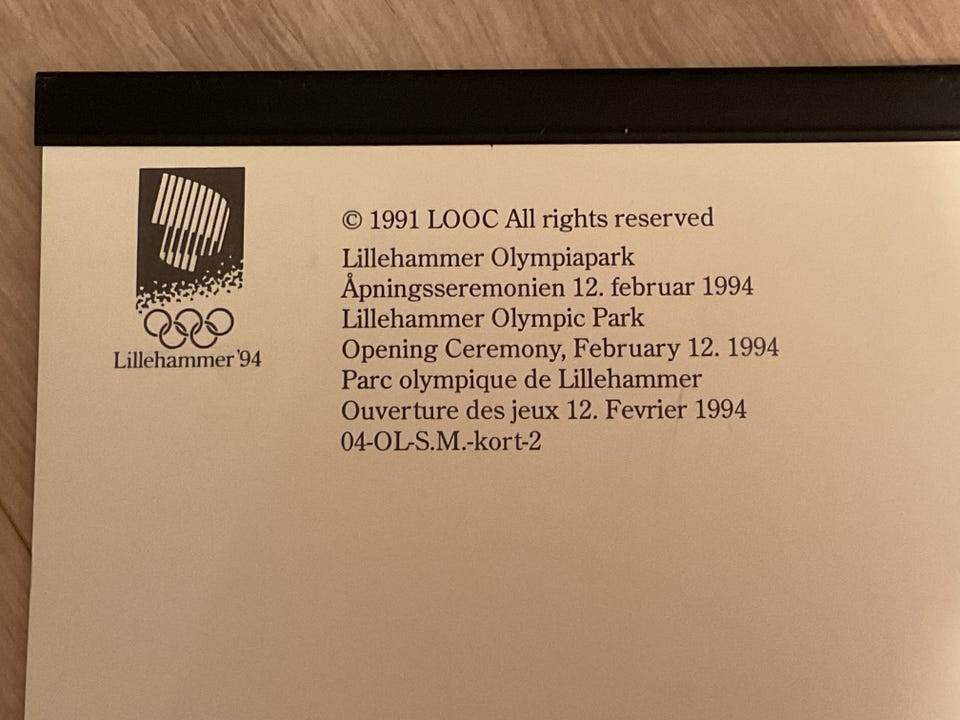 Lillehammer '94
© 1991 LOOC All rights reserved
Lillehammer Olympiapark
Åpningsseremonien 12. februar 1994
Lillehammer Olympic Park
Opening Ceremony, February 12. 1994
Parc olympique de Lillehammer
Ouverture des jeux 12. Fevrier 1994
04-OL-S.M.-kort-2